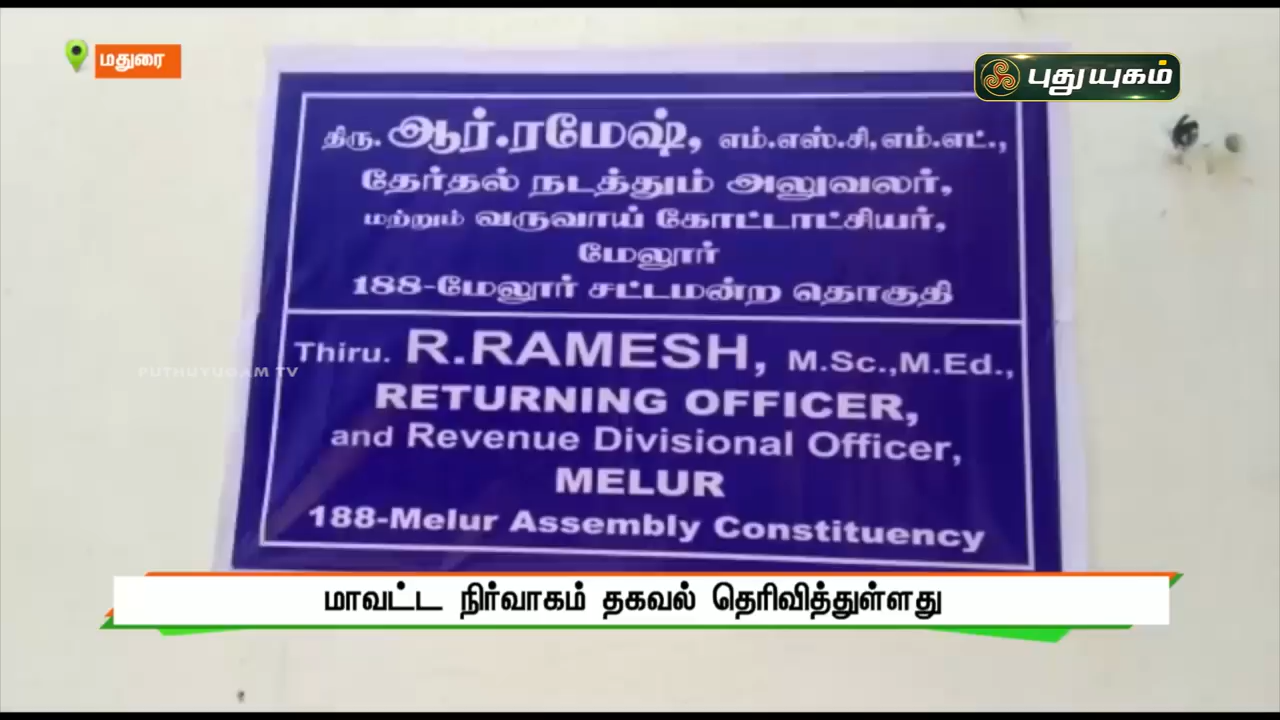 மதுரை
புதுயுகம்
திரு. ஆர்.ரமேஷ், எம்.எஸ்.சி,எம்.எட்.,
தேர்தல் நடத்தும் அலுவலர்,
மற்றும் வருவாய் கோட்டாட்சியர்,
மேலூர்
188-மேலூர் சட்டமன்ற தொகுதி
Thiru. R.RAMESH, M.Sc.,M.Ed.,
PUTHUYUGAM TV
RETURNING OFFICER,
and Revenue Divisional Officer,
MELUR
188-Melur Assembly Constituency
மாவட்ட நிர்வாகம் தகவல் தெரிவித்துள்ளது